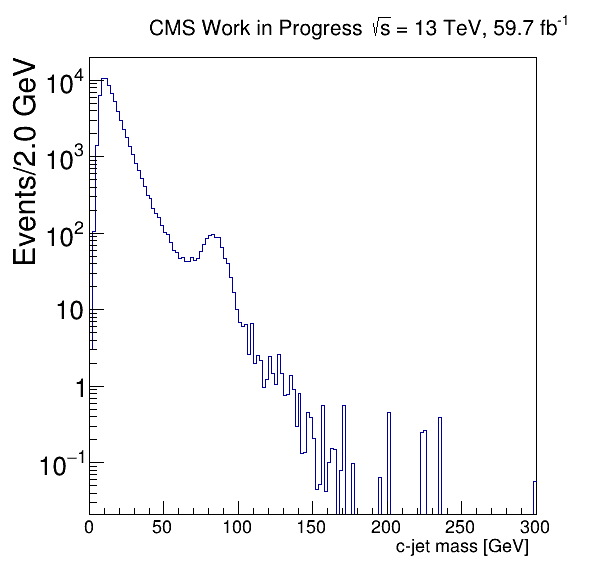 CMS Work in Progress √s = 13 TeV, 59.7 fb⁻¹
Events/2.0 GeV
10⁴
10³
10²
10
1
10⁻¹
0 50 100 150 200 250 300
c-jet mass [GeV]